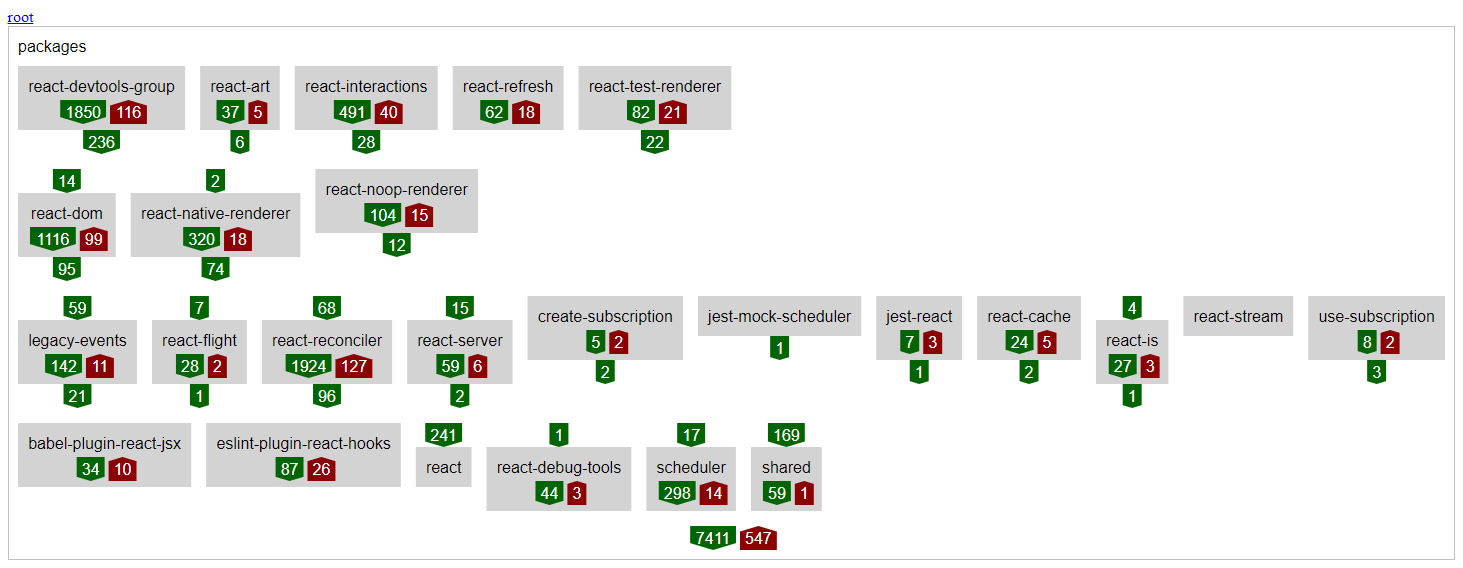 root
packages
react-devtools-group react-art react-interactions react-refresh react-test-renderer
1850 116 37 5 491 40 62 18 82 21
236 6 28 22
14 2
react-noop-renderer
react-dom react-native-renderer
104 15
1116 99 320 18
12
95 74
59 7 68 15 4
create-subscription jest-mock-scheduler jest-react react-cache react-stream use-subscription
legacy-events react-flight react-reconciler react-server react-is
5 2 1 7 3 24 5 8 2
142 11 28 2 1924 127 59 6 27 3
2 1 2 3
21 1 96 2 1
241 1 17 169
babel-plugin-react-jsx eslint-plugin-react-hooks
react react-debug-tools scheduler shared
34 10 87 26
44 3 298 14 59 1
7411 547